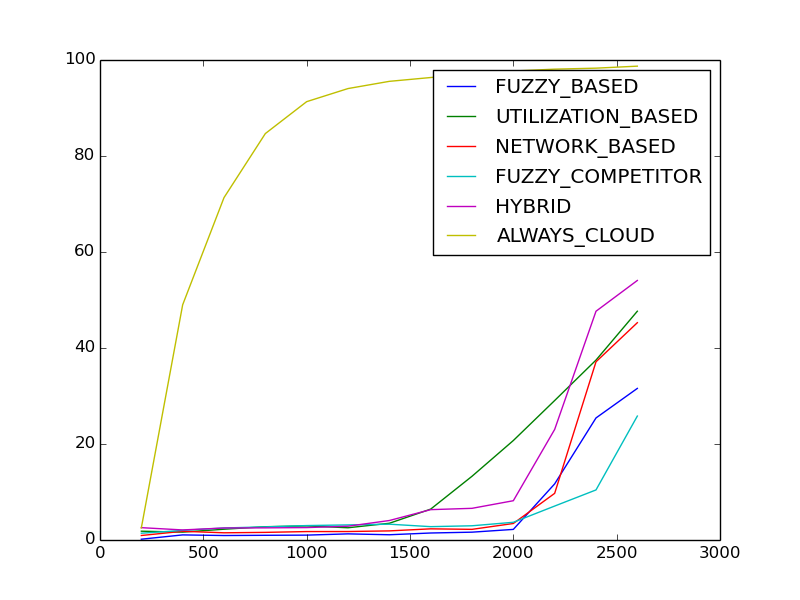 100
80
60
40
20
0
FUZZY_BASED
UTILIZATION_BASED
NETWORK_BASED
FUZZY_COMPETITOR
HYBRID
ALWAYS_CLOUD
0 500 1000 1500 2000 2500 3000